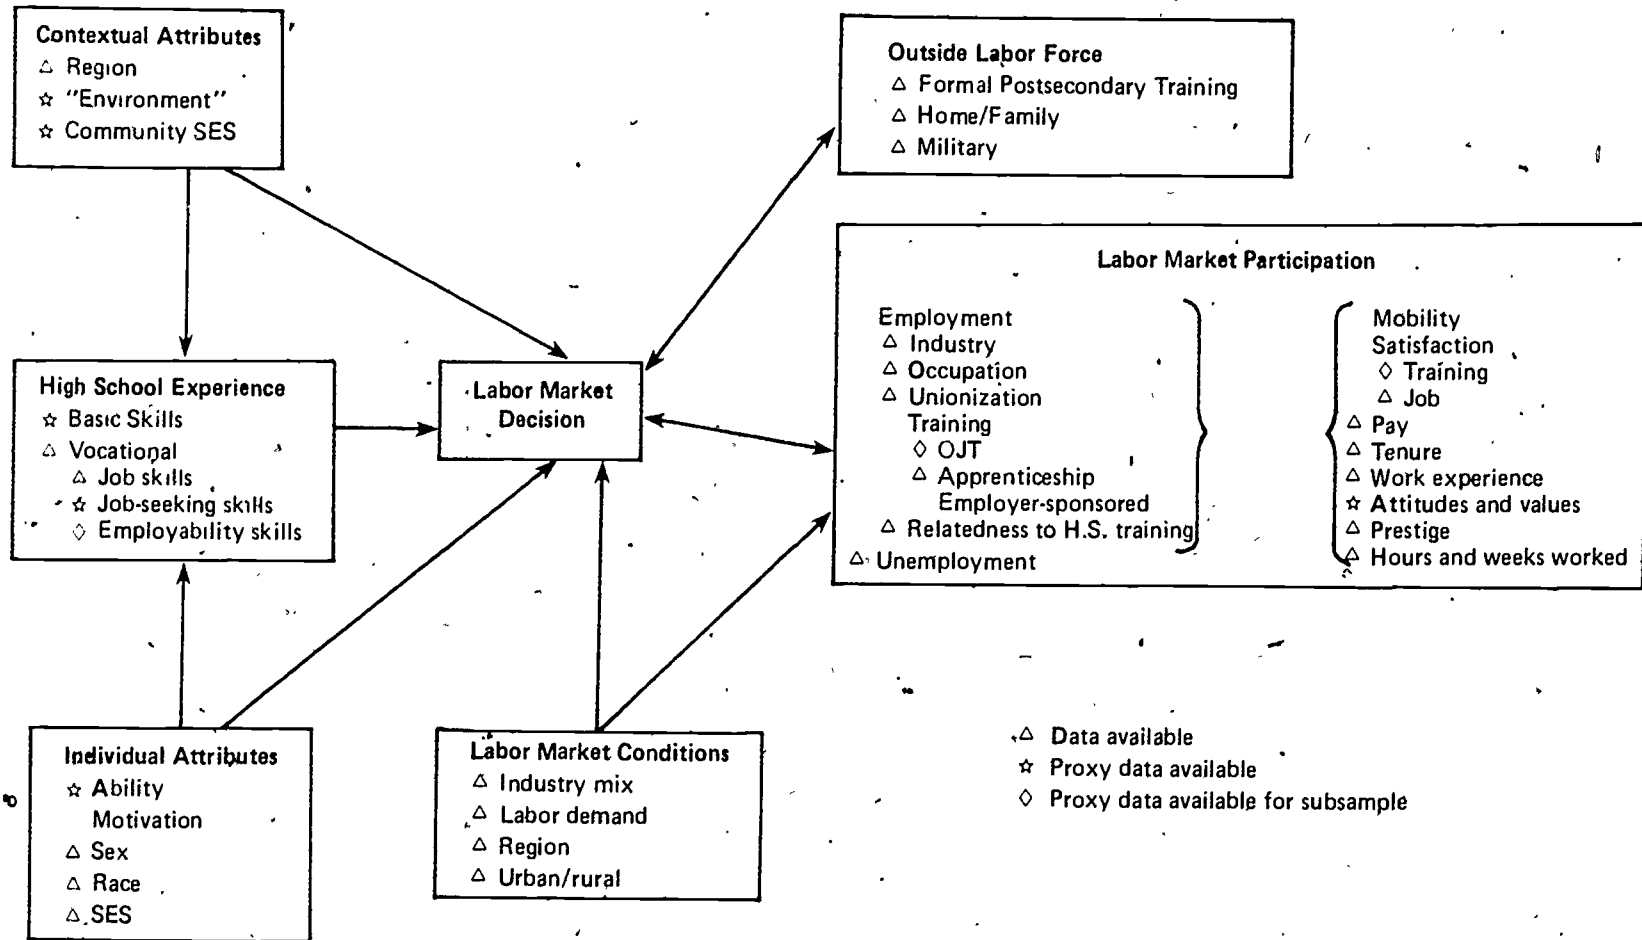 Contextual Attributes
△ Region
☆ "Environment"
☆ Community SES
Outside Labor Force
△ Formal Postsecondary Training
△ Home/Family
△ Military
Labor Market Participation
Employment
△ Industry
△ Occupation
△ Unionization
Training
◇ OJT
△ Apprenticeship
Employer-sponsored
△ Relatedness to H.S. training
△ Unemployment
Mobility
Satisfaction
◇ Training
△ Job
△ Pay
△ Tenure
△ Work experience
☆ Attitudes and values
△ Prestige
△ Hours and weeks worked
High School Experience
☆ Basic Skills
△ Vocational
△ Job skills
☆ Job-seeking skills
◇ Employability skills
Labor Market
Decision
Individual Attributes
☆ Ability
Motivation
△ Sex
△ Race
△ SES
Labor Market Conditions
△ Industry mix
△ Labor demand
△ Region
△ Urban/rural
△ Data available
☆ Proxy data available
◇ Proxy data available for subsample
8